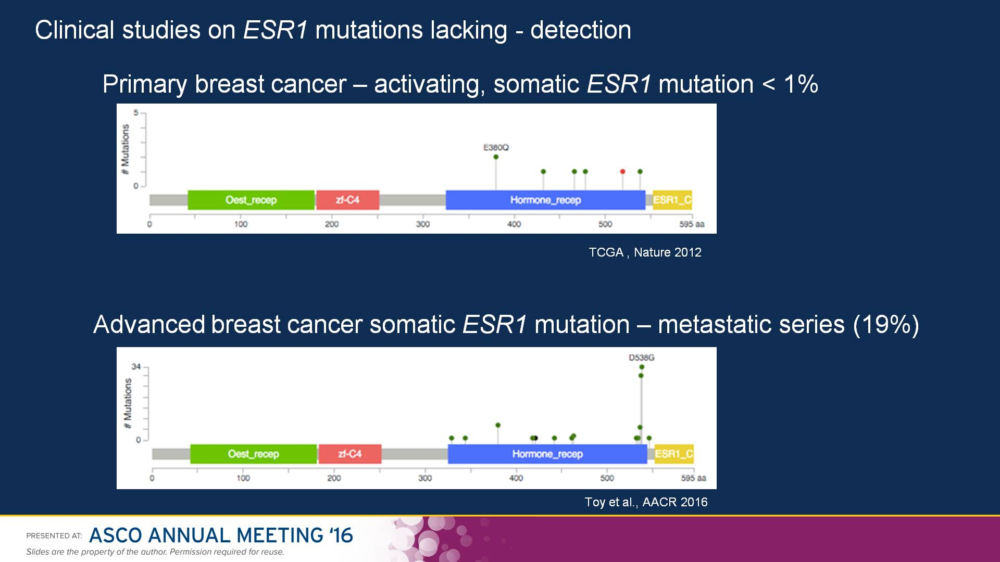 Clinical studies on ESR1 mutations lacking - detection
Primary breast cancer – activating, somatic ESR1 mutation < 1%
5
# Mutations
0
E380Q
Oest_recep zf-C4 Hormone_recep ESR1_C
0 100 200 300 400 500 595 aa
TCGA , Nature 2012
Advanced breast cancer somatic ESR1 mutation – metastatic series (19%)
D538G
34
# Mutations
0
Oest_recep zf-C4 Hormone_recep ESR1_C
0 100 200 300 400 500 595 aa
Toy et al., AACR 2016
PRESENTED AT: ASCO ANNUAL MEETING ‘16
Slides are the property of the author. Permission required for reuse.